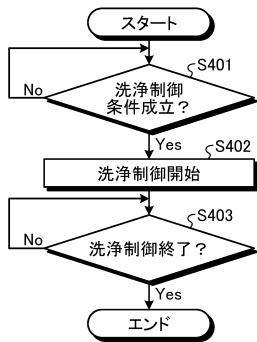 スタート
S401
洗浄制御
条件成立？
No
Yes
S402
洗浄制御開始
S403
洗浄制御終了？
No
Yes
エンド